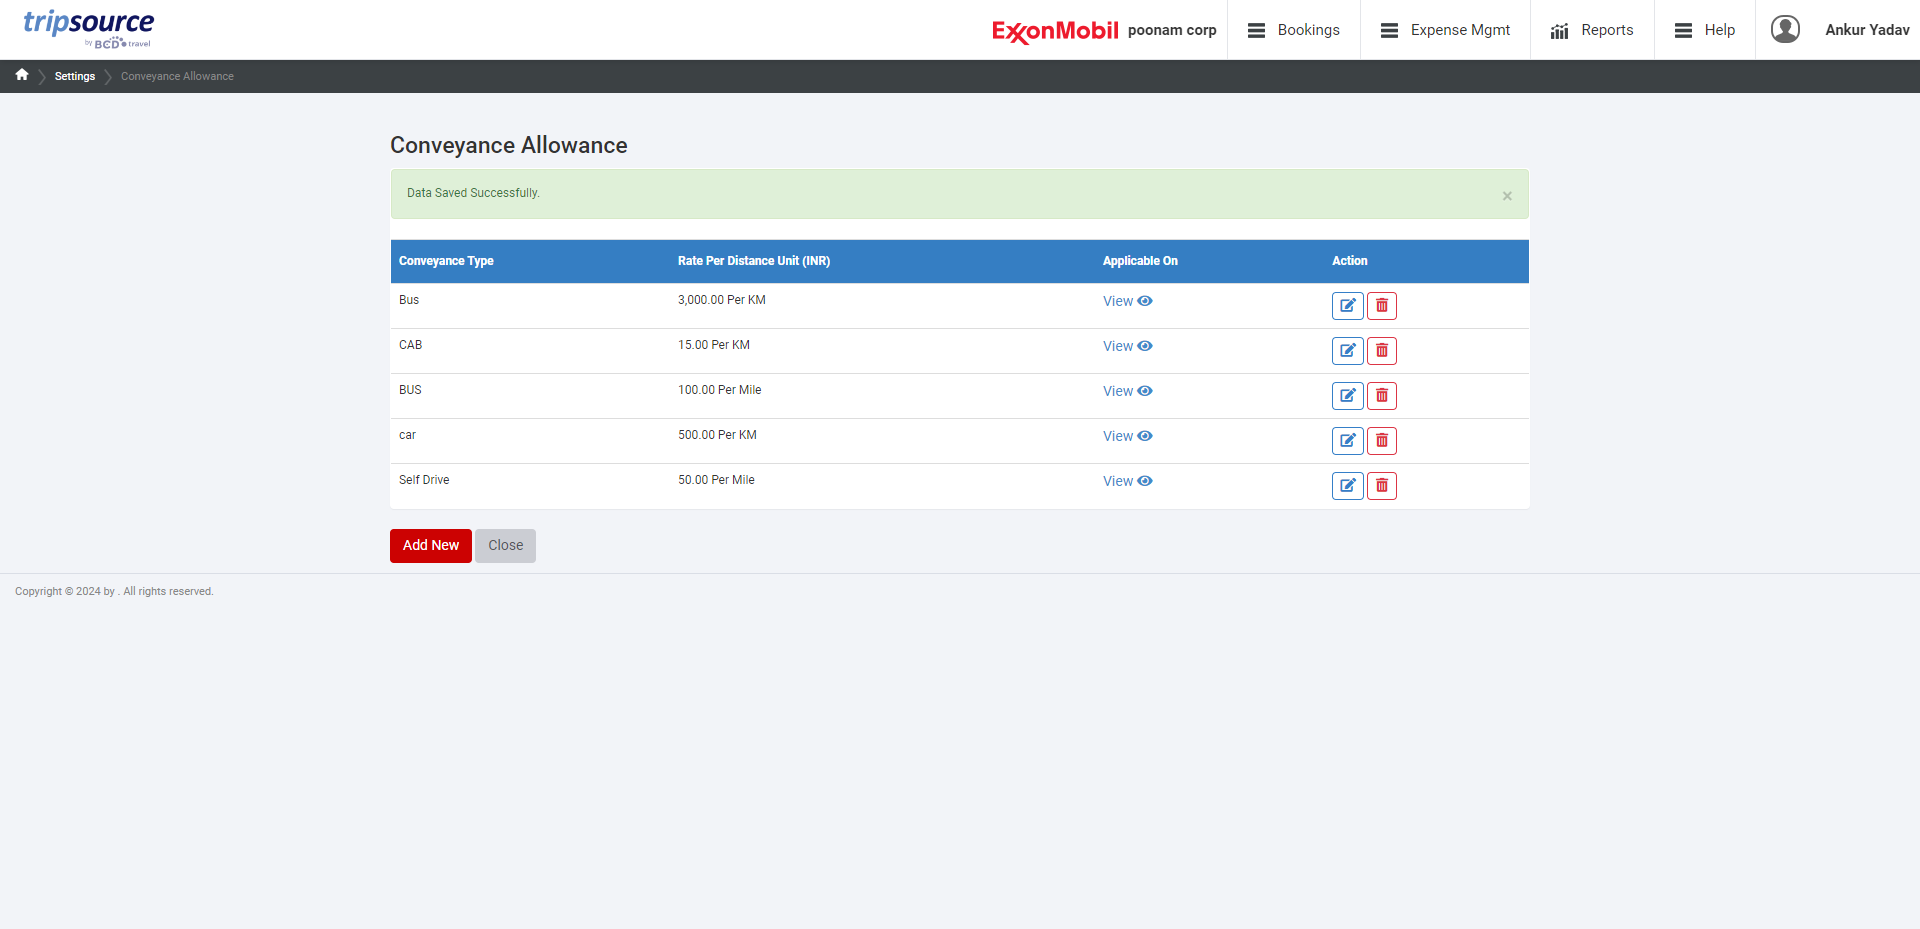 tripsource
by BCD travel
ExxonMobil poonam corp
Bookings
Expense Mgmt
Reports
Help
Ankur Yadav
Settings
Conveyance Allowance
Conveyance Allowance
Data Saved Successfully.
×
Conveyance Type Rate Per Distance Unit (INR) Applicable On Action
Bus 3,000.00 Per KM View
CAB 15.00 Per KM View
BUS 100.00 Per Mile View
car 500.00 Per KM View
Self Drive 50.00 Per Mile View
Add New Close
Copyright © 2024 by . All rights reserved.